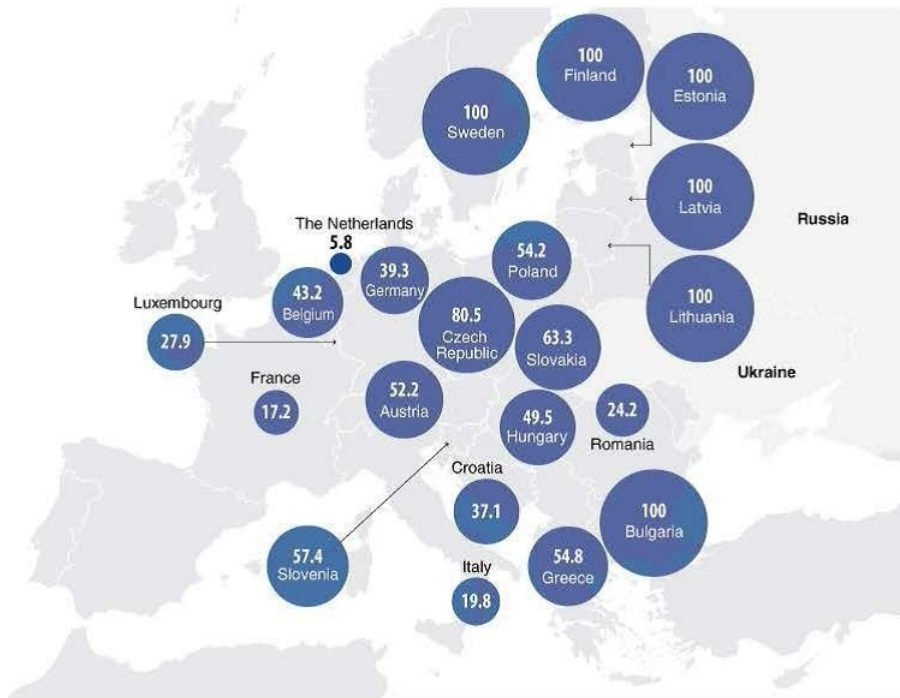 100
Finland
100
Estonia
100
Sweden
100
Latvia
Russia
The Netherlands
5.8
54.2
Poland
39.3
Germany
43.2
Belgium
Luxembourg
27.9
80.5
Czech
Republic
100
Lithuania
63.3
Slovakia
Ukraine
France
17.2
52.2
Austria
49.5
Hungary
24.2
Romania
Croatia
37.1
100
Bulgaria
57.4
Slovenia
54.8
Greece
Italy
19.8